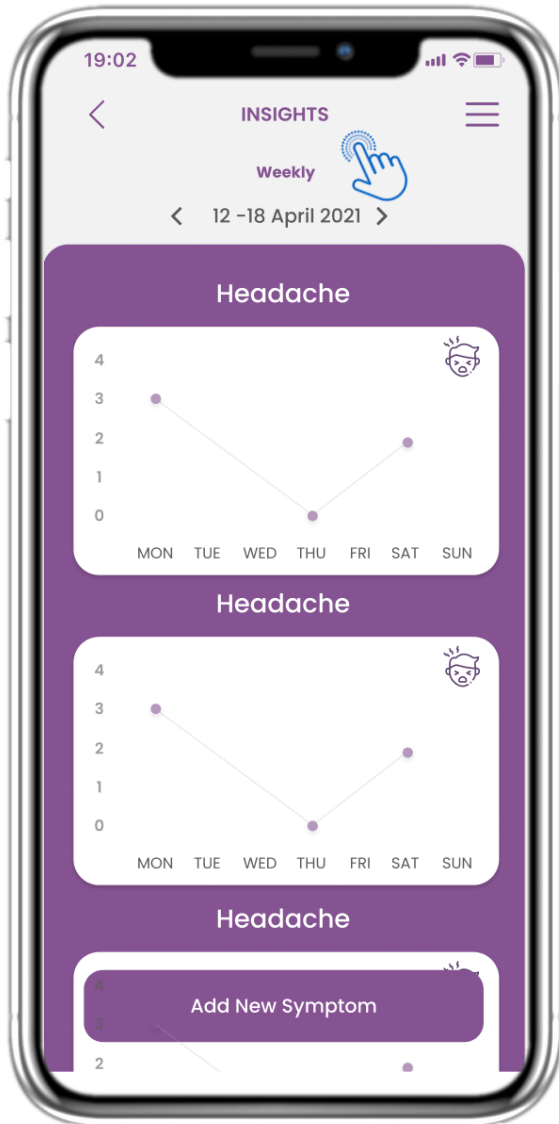 19:02
INSIGHTS
Weekly
12 -18 April 2021
Headache
4
3
2
1
0
MON TUE WED THU FRI SAT SUN
Headache
4
3
2
1
0
MON TUE WED THU FRI SAT SUN
Headache
4
Add New Symptom
3
2